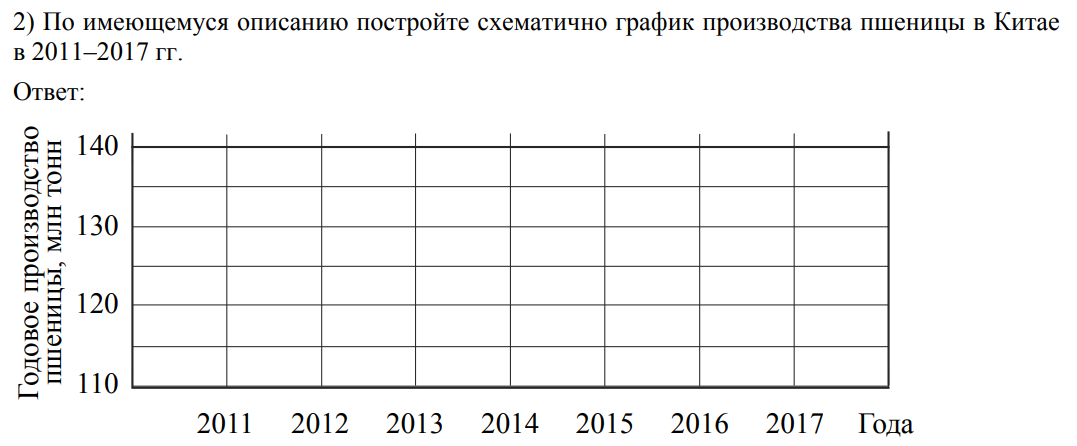 2) По имеющемуся описанию постройте схематично график производства пшеницы в Китае
в 2011–2017 гг.
Ответ:
Годовое производство
пшеницы, млн тонн
140
130
120
110
2011 2012 2013 2014 2015 2016 2017 Года